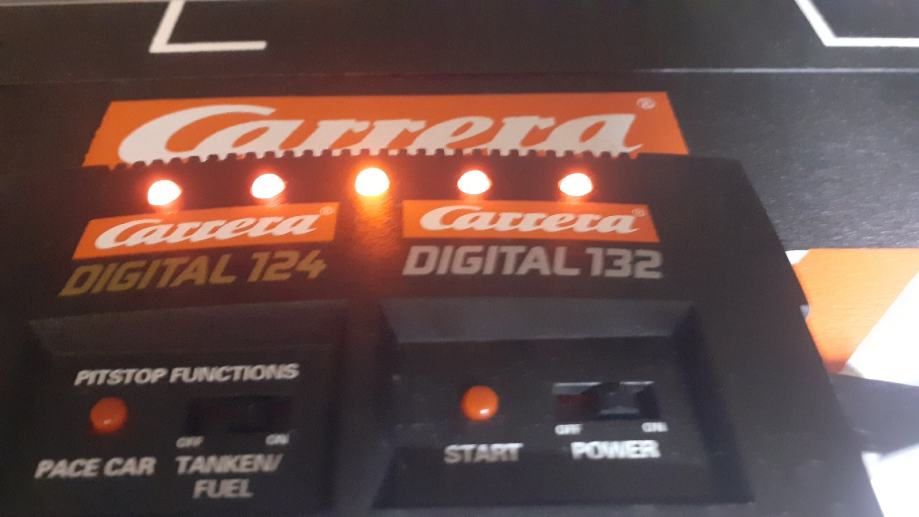 Carrera®
Carrera®
DIGITAL 124
Carrera®
DIGITAL 132
PITSTOP FUNCTIONS
OFF ON
PACE CAR
TANKEN/
FUEL
START
OFF ON
POWER